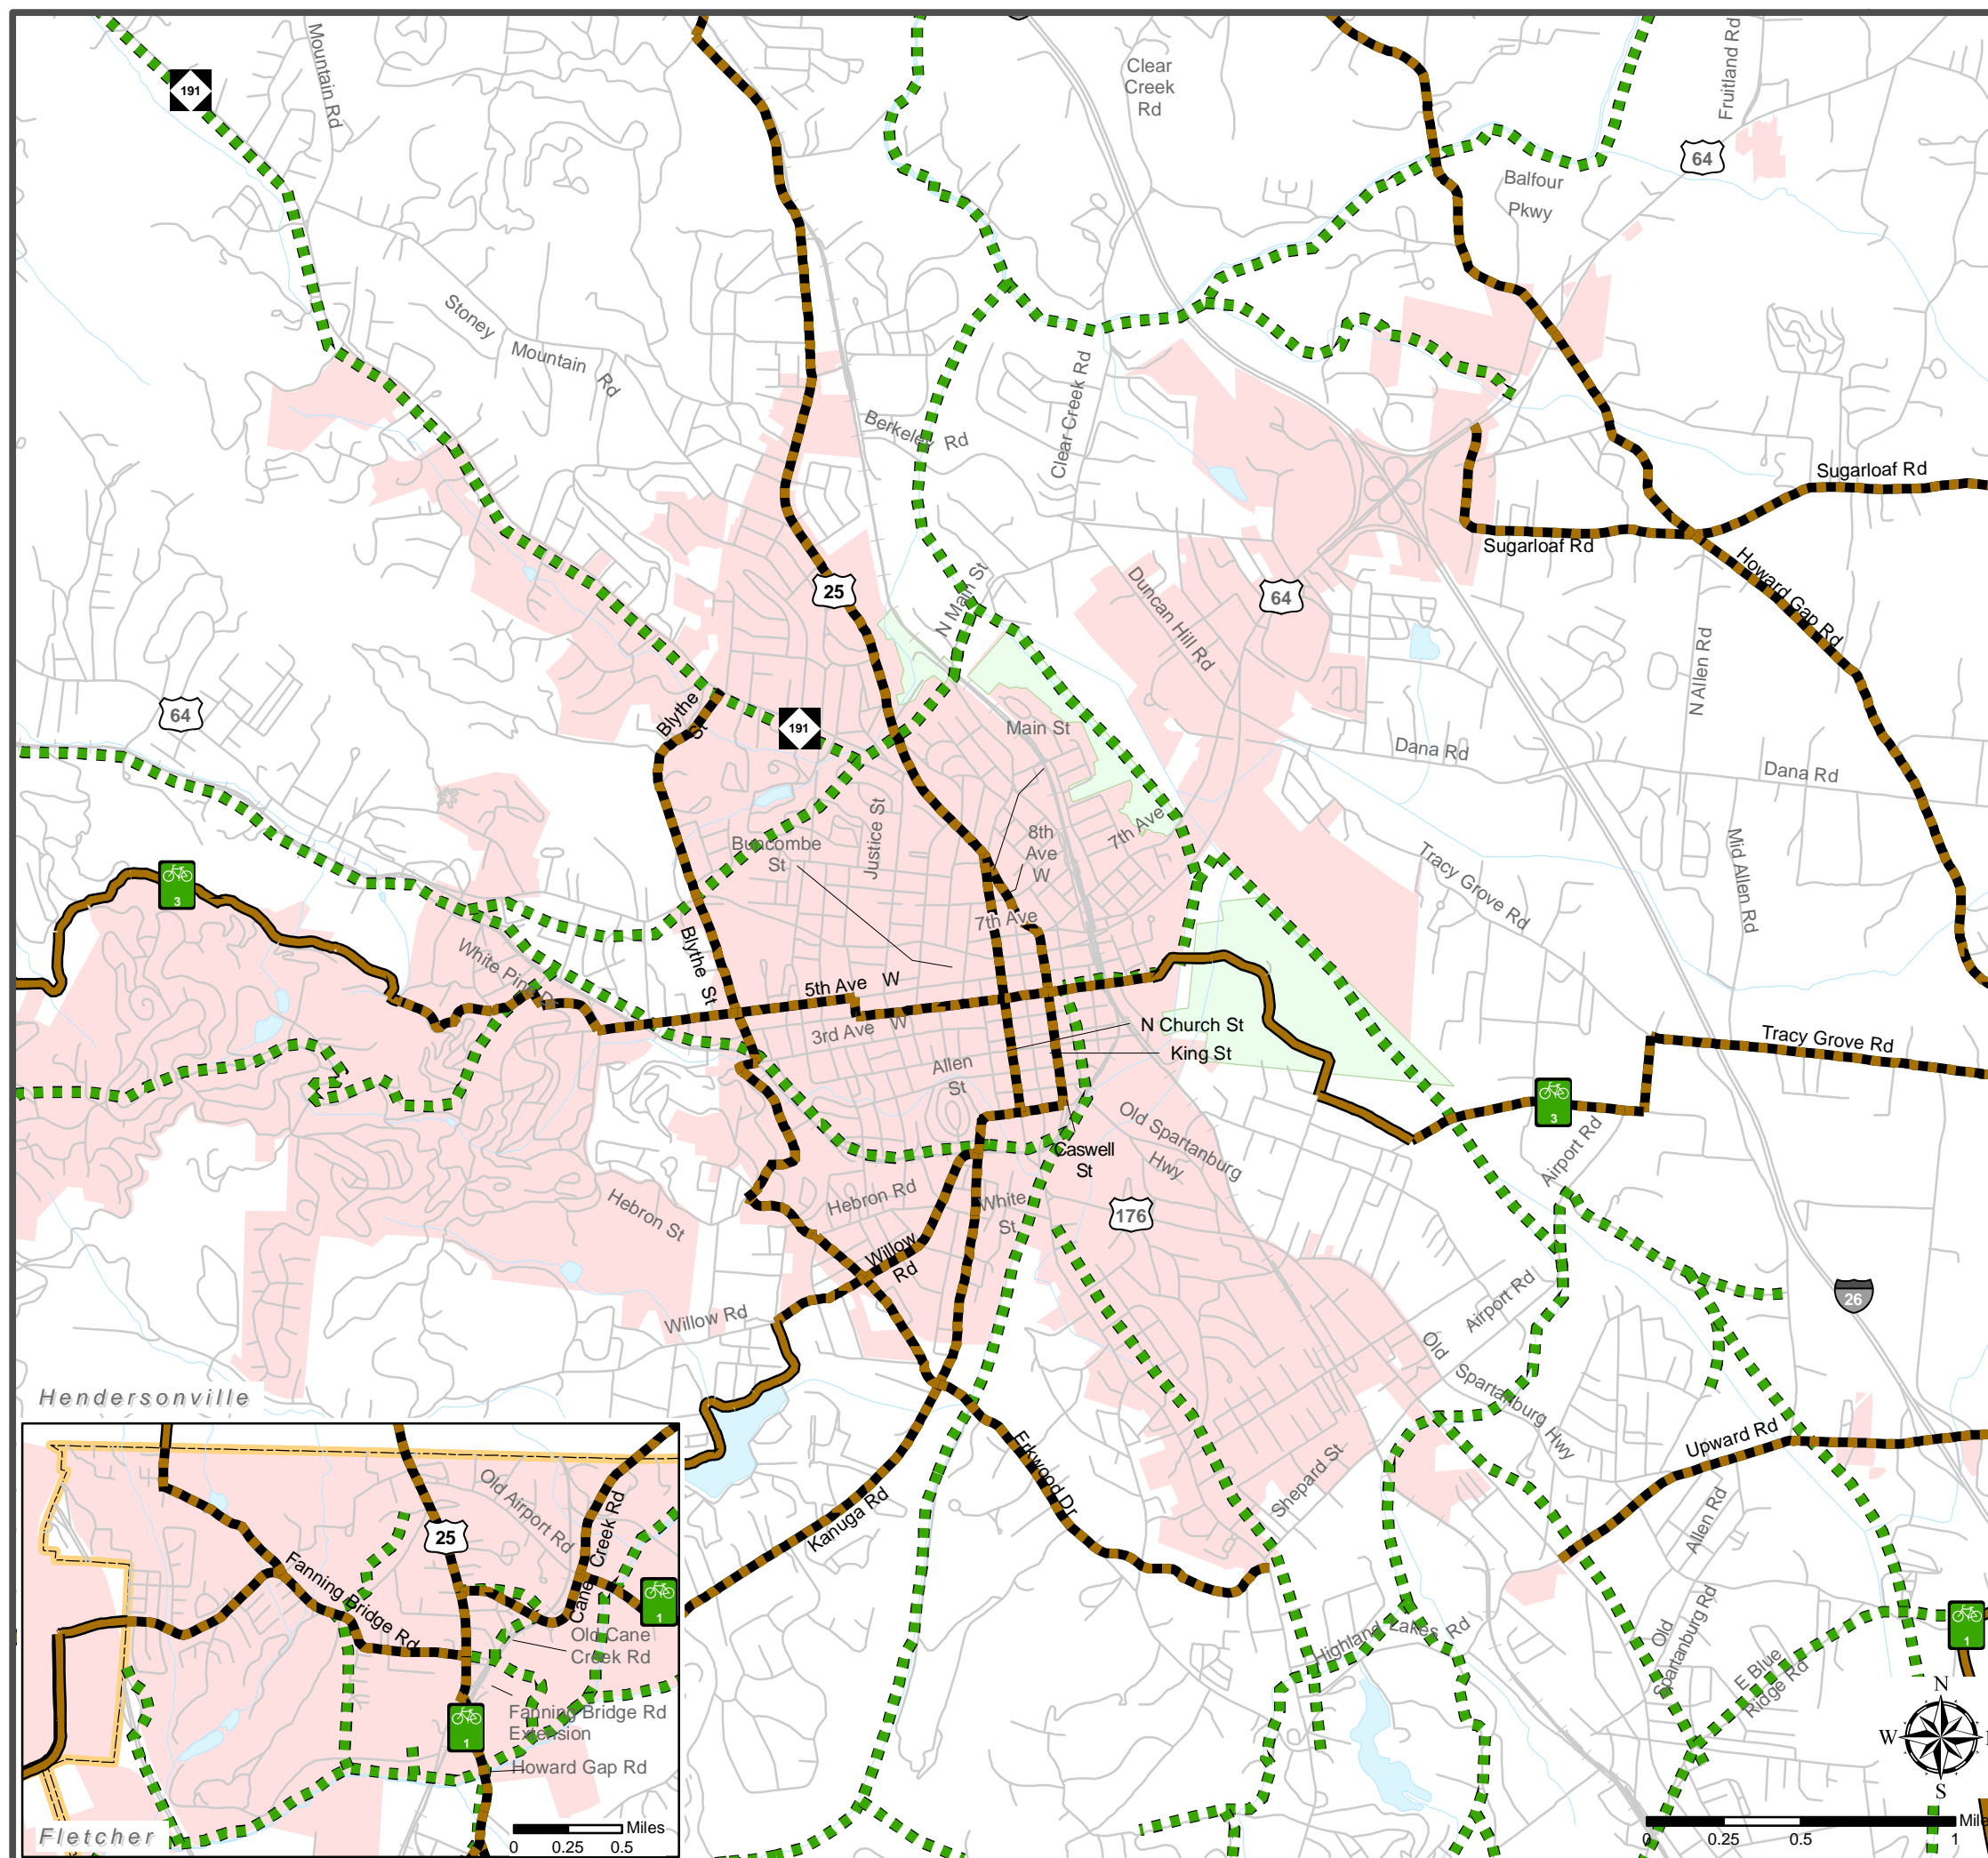 191
Mountain Rd
Clear
Creek
Rd
Fruitland Rd
64
Balfour
Pkwy
Stoney
Mountain
Rd
Berkeley Rd
Clear Creek Rd
Sugarloaf Rd
Sugarloaf Rd
Howard Gap Rd
25
N Main St
Duncan Hill Rd
64
N Allen Rd
64
Blythe
St
191
Main St
Dana Rd
Dana Rd
Buncombe
St
Justice St
8th
Ave
W
7th Ave
Tracy Grove Rd
Mid Allen Rd
3
7th Ave
White Pine Dr
Blythe St
5th Ave W
3rd Ave W
N Church St
King St
Tracy Grove Rd
Allen
St
3
Old Spartanburg
Hwy
Caswell
St
Airport Rd
Hebron St
Hebron Rd
White
St
176
Willow
Rd
Willow Rd
26
Airport Rd
Old
Spartanburg Hwy
Hendersonville
Erkwood Dr
Shepard St
Upward Rd
Kanuga Rd
Allen Rd
Old
Spartanburg Rd
Highland Lakes Rd
E Blue
Ridge Rd
1
Old Airport Rd
25
Cane Creek Rd
Fanning Bridge Rd
1
Old Cane
Creek Rd
Fanning Bridge Rd
Extension
1
Howard Gap Rd
Fletcher
Miles
0 0.25 0.5
N
W
S
0 0.25 0.5 1